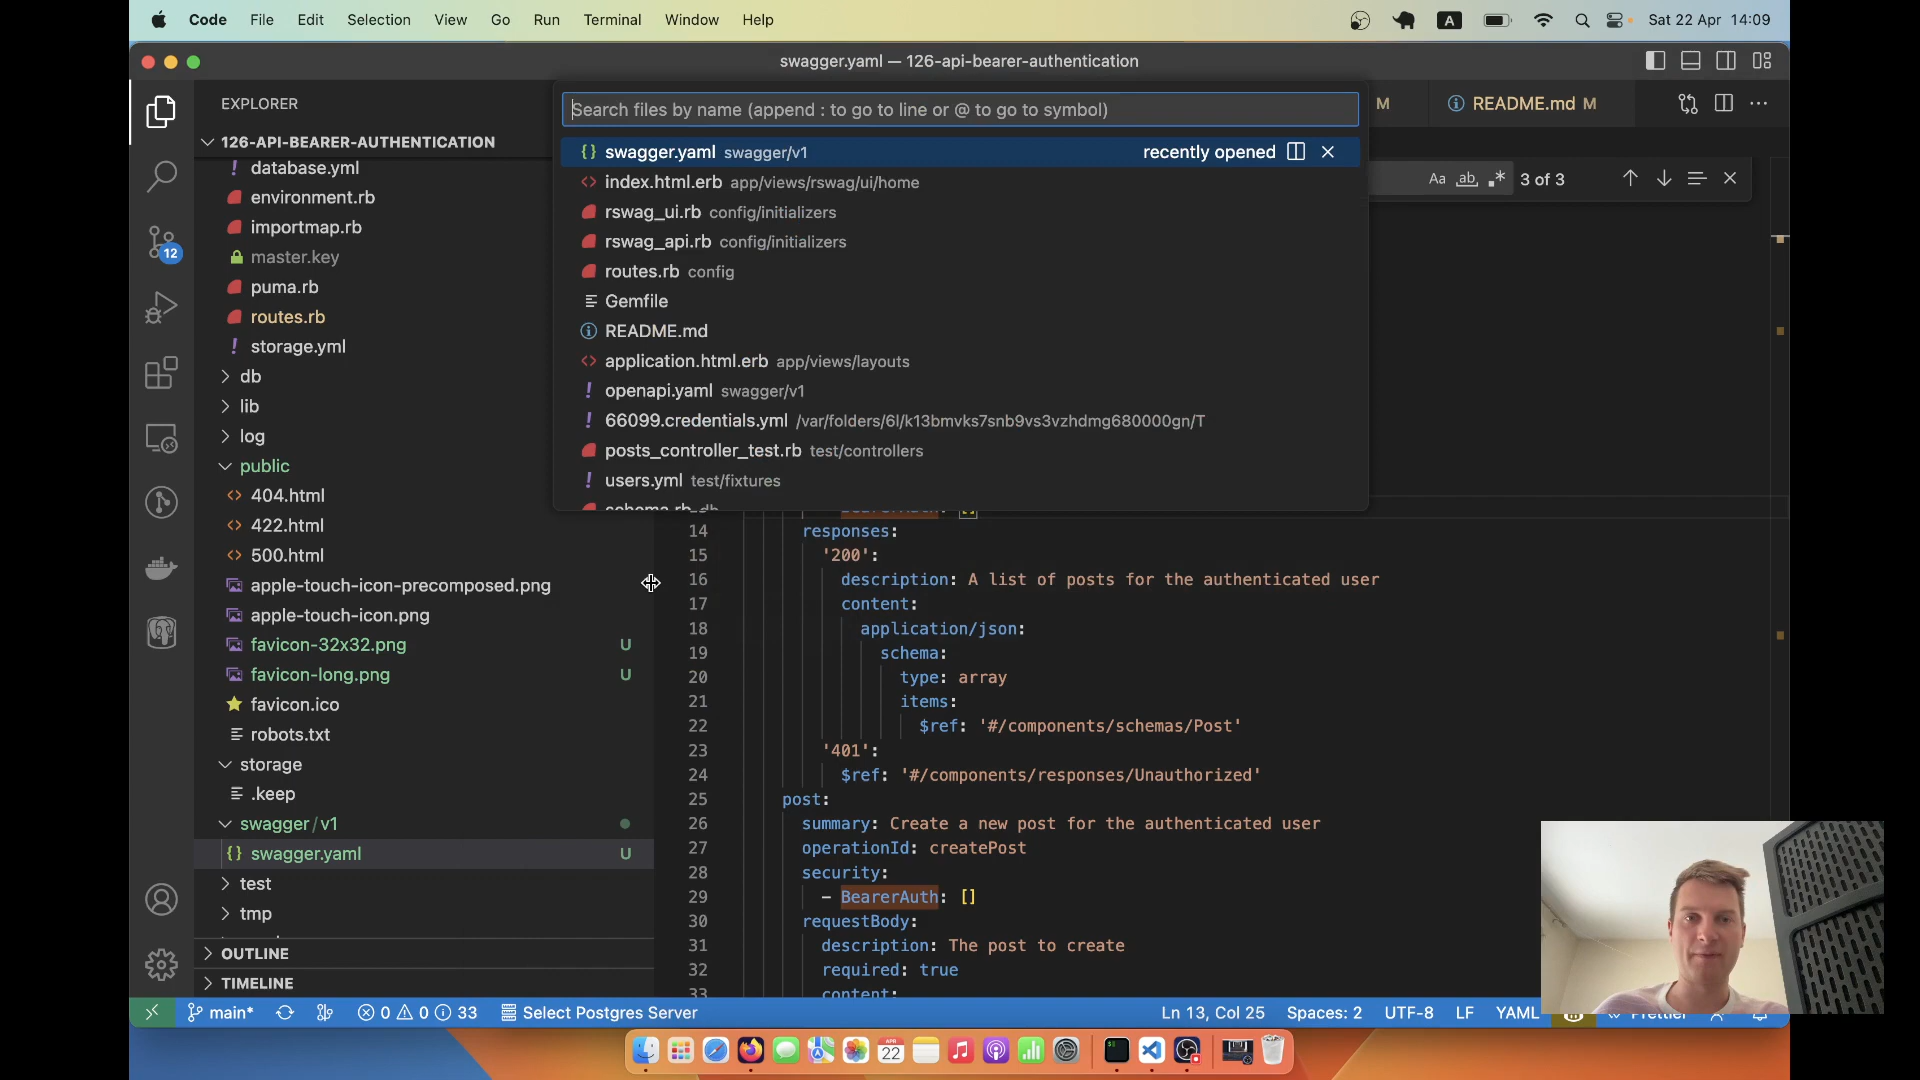 Code File Edit Selection View Go Run Terminal Window Help
A
Sat 22 Apr 14:09
swagger.yaml — 126-api-bearer-authentication
EXPLORER
126-API-BEARER-AUTHENTICATION
database.yml
environment.rb
importmap.rb
master.key
puma.rb
routes.rb
storage.yml
db
lib
log
public
404.html
422.html
500.html
apple-touch-icon-precomposed.png
apple-touch-icon.png
favicon-32x32.png U
favicon-long.png U
favicon.ico
robots.txt
storage
.keep
swagger/v1
swagger.yaml U
test
tmp
OUTLINE
TIMELINE
12
Search files by name (append : to go to line or @ to go to symbol)
swagger.yaml swagger/v1 recently opened
index.html.erb app/views/rswag/ui/home
rswag_ui.rb config/initializers
rswag_api.rb config/initializers
routes.rb config
Gemfile
README.md
application.html.erb app/views/layouts
openapi.yaml swagger/v1
66099.credentials.yml /var/folders/6l/k13bmvks7snb9vs3vzhdmg680000gn/T
posts_controller_test.rb test/controllers
users.yml test/fixtures
schema.rb db
M
README.md M
Aa ab .* 3 of 3
14 responses:
15 '200':
16 description: A list of posts for the authenticated user
17 content:
18 application/json:
19 schema:
20 type: array
21 items:
22 $ref: '#/components/schemas/Post'
23 '401':
24 $ref: '#/components/responses/Unauthorized'
25 post:
26 summary: Create a new post for the authenticated user
27 operationId: createPost
28 security:
29 - BearerAuth: []
30 requestBody:
31 description: The post to create
32 required: true
33 content:
main* 0 0 33 Select Postgres Server
Ln 13, Col 25 Spaces: 2 UTF-8 LF YAML Prettier
APR
22